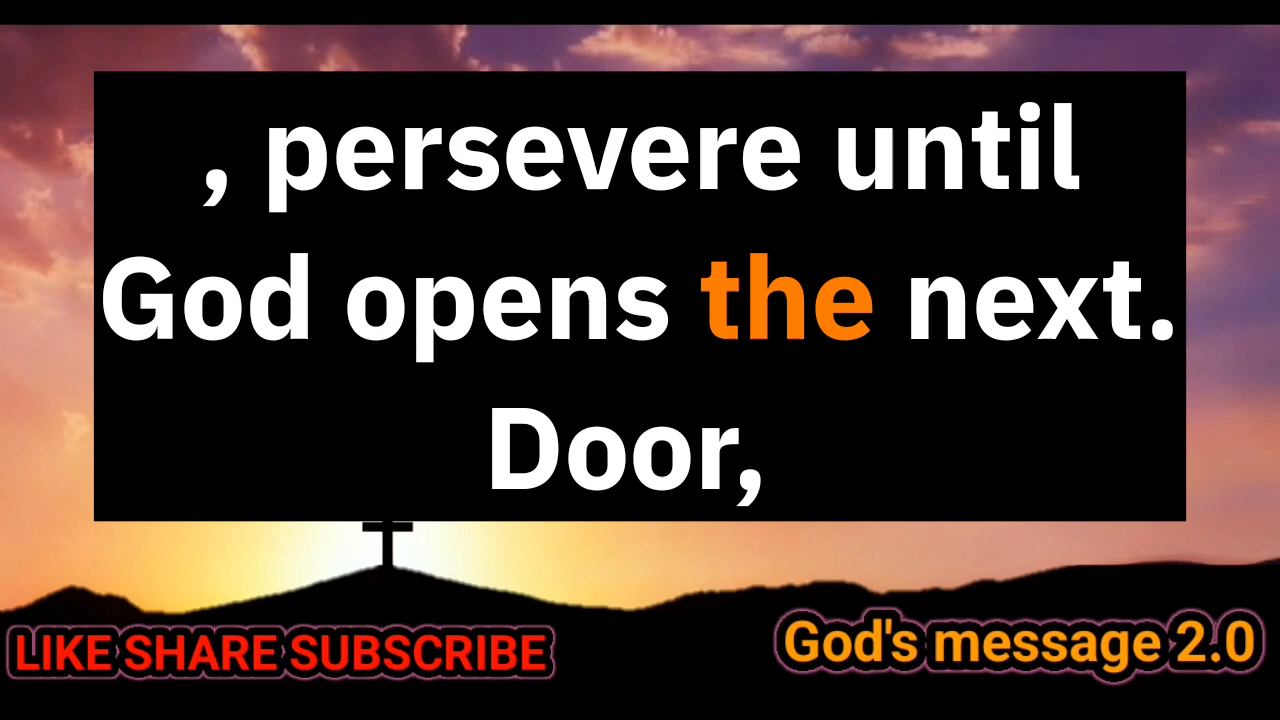 , persevere until
God opens the next.
Door,
LIKE SHARE SUBSCRIBE
God's message 2.0